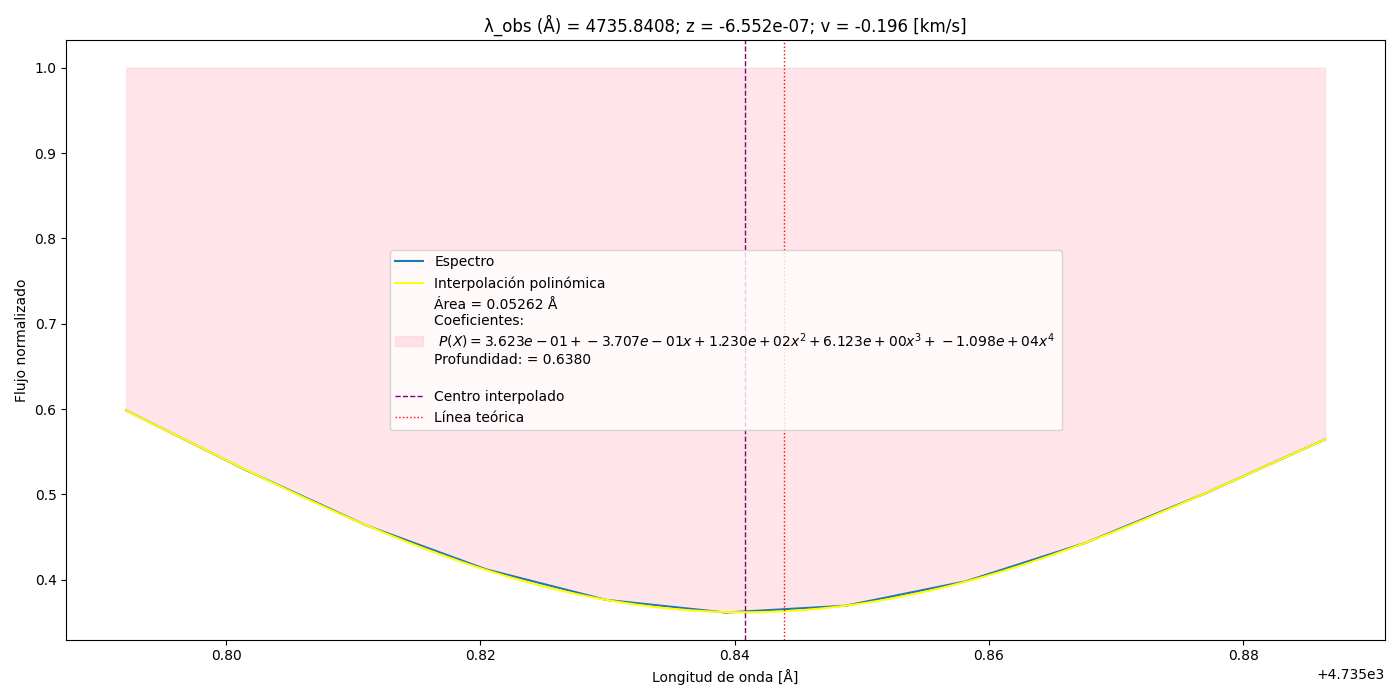 λ_obs (Å) = 4735.8408; z = -6.552e-07; v = -0.196 [km/s]
Flujo normalizado
1.0
0.9
0.8
0.7
0.6
0.5
0.4
Espectro
Interpolación polinómica
Área = 0.05262 Å
Coeficientes:
P(X) = 3.623e − 01 + −3.707e − 01x + 1.230e + 02x² + 6.123e + 00x³ + −1.098e + 04x⁴
Profundidad: = 0.6380
Centro interpolado
Línea teórica
0.80 0.82 0.84 0.86 0.88
+4.735e3
Longitud de onda [Å]